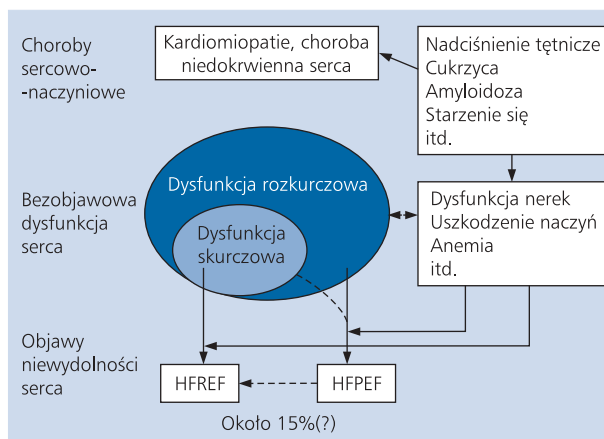 Choroby
sercowo-
-naczyniowe
Kardiomiopatie, choroba
niedokrwienna serca
Nadciśnienie tętnicze
Cukrzyca
Amyloidoza
Starzenie się
itd.
Bezobjawowa
dysfunkcja
serca
Dysfunkcja rozkurczowa
Dysfunkcja
skurczowa
Dysfunkcja nerek
Uszkodzenie naczyń
Anemia
itd.
Objawy
niewydolności
serca
HFREF
HFPEF
Około 15%(?)